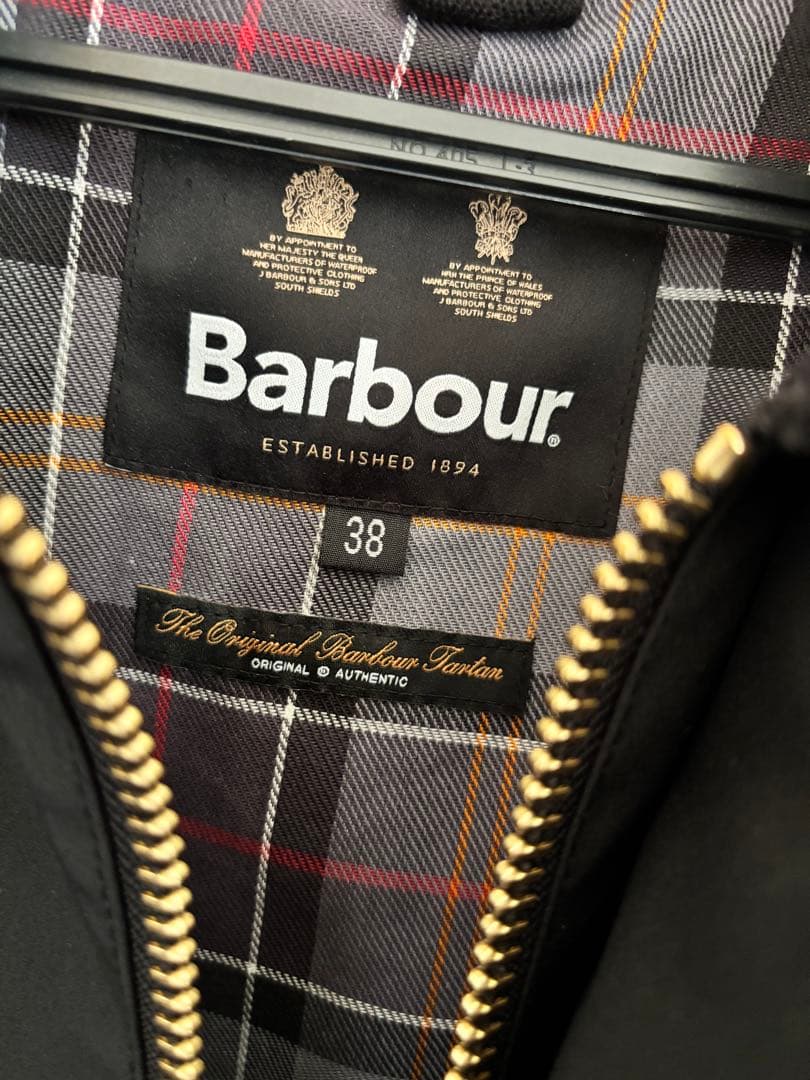 BY APPOINTMENT TO
HER MAJESTY THE QUEEN
MANUFACTURERS OF WATERPROOF
AND PROTECTIVE CLOTHING
J BARBOUR & SONS LTD
SOUTH SHIELDS
BY APPOINTMENT TO
HRH THE PRINCE OF WALES
MANUFACTURERS OF WATERPROOF
AND PROTECTIVE CLOTHING
J BARBOUR & SONS LTD
SOUTH SHIELDS
Barbour®
ESTABLISHED 1894
38
The Original Barbour Tartan
ORIGINAL ® AUTHENTIC